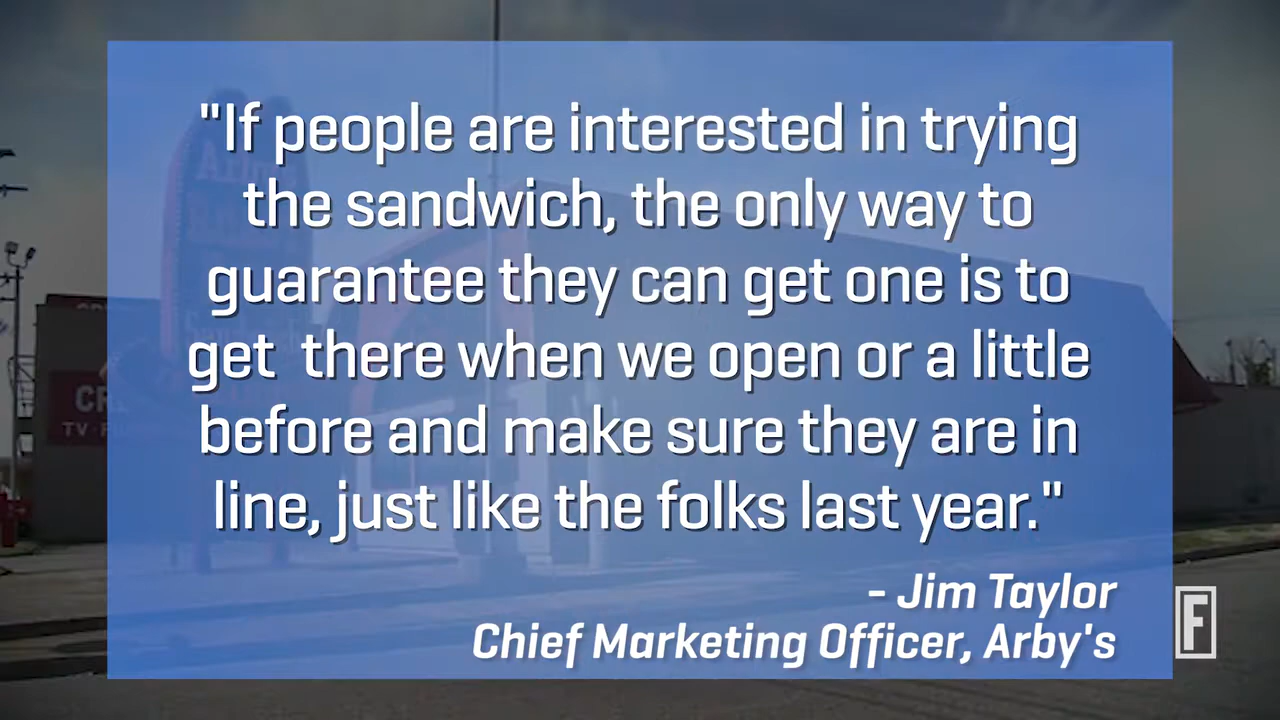 "If people are interested in trying
the sandwich, the only way to
guarantee they can get one is to
get  there when we open or a little
before and make sure they are in
line, just like the folks last year."
- Jim Taylor
Chief Marketing Officer, Arby's
F